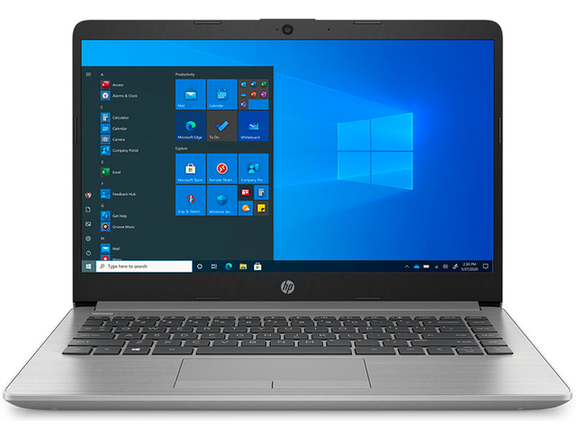 Productivity
A
Access
Alarms & Clock
C
Calculator
Calendar
Camera
Company Portal
E
Excel
F
Feedback Hub
G
Get Help
Groove Music
M
Mail
Maps
Mail
Calendar
Microsoft Edge
To Do
Whiteboard
Explore
Microsoft Store
Remote Deskt...
Company Por...
Snip & Sketch
Windows Sec...
Type here to search
2:30 PM
hp